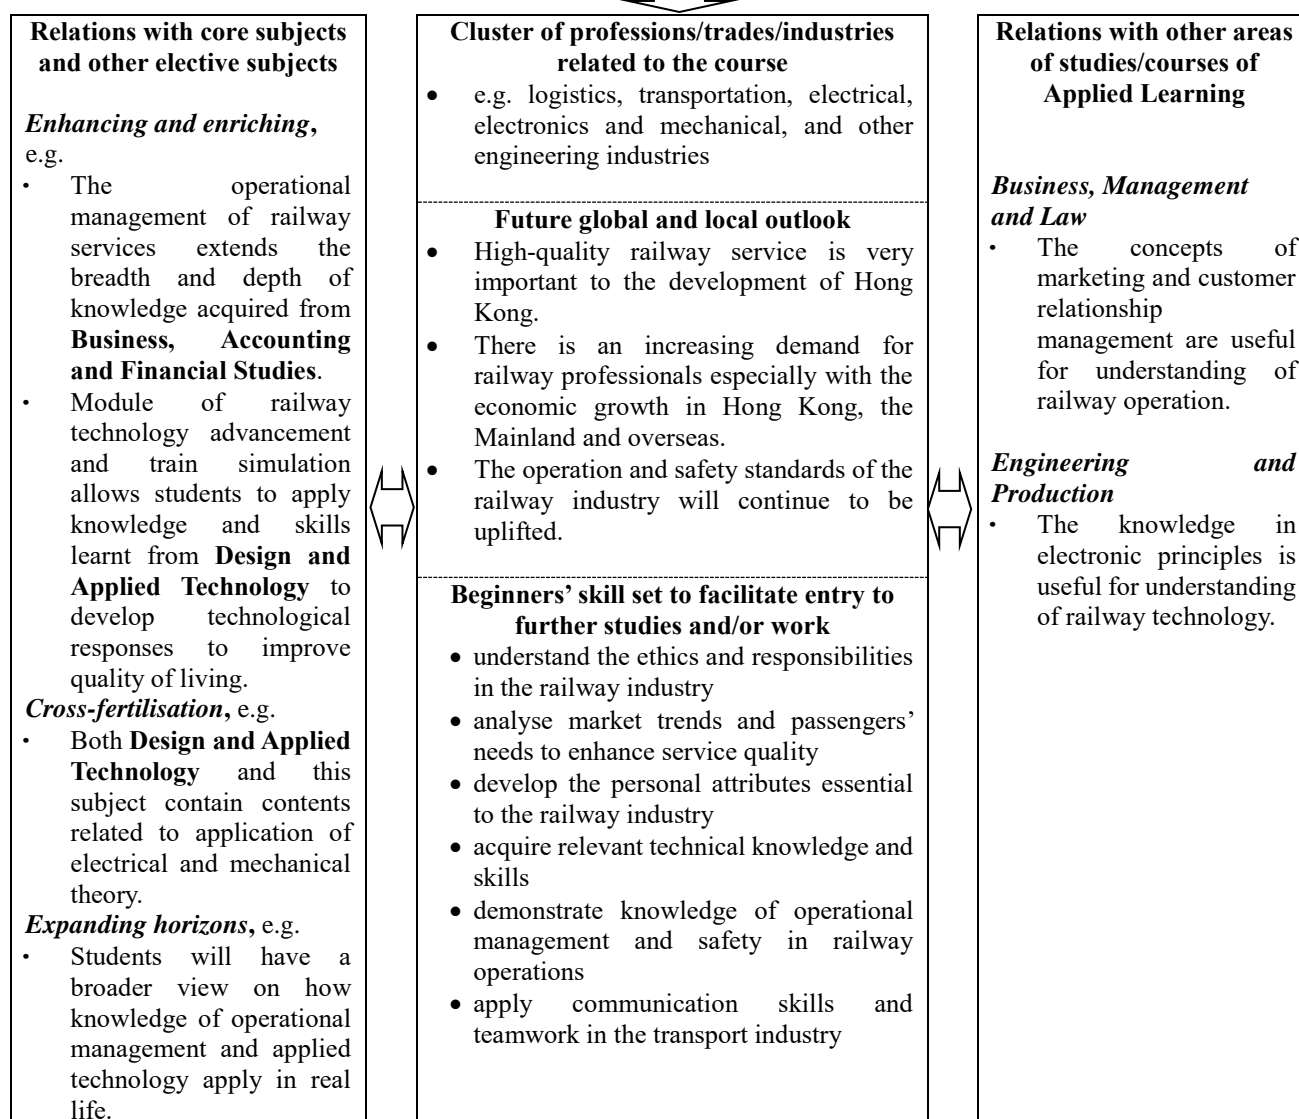 Relations with core subjects
and other elective subjects
Enhancing and enriching,
e.g.
· The operational
management of railway
services extends the
breadth and depth of
knowledge acquired from
Business, Accounting
and Financial Studies.
· Module of railway
technology advancement
and train simulation
allows students to apply
knowledge and skills
learnt from Design and
Applied Technology to
develop technological
responses to improve
quality of living.
Cross-fertilisation, e.g.
· Both Design and Applied
Technology and this
subject contain contents
related to application of
electrical and mechanical
theory.
Expanding horizons, e.g.
· Students will have a
broader view on how
knowledge of operational
management and applied
technology apply in real
life.
Cluster of professions/trades/industries
related to the course
• e.g. logistics, transportation, electrical,
electronics and mechanical, and other
engineering industries
Future global and local outlook
• High-quality railway service is very
important to the development of Hong
Kong.
• There is an increasing demand for
railway professionals especially with the
economic growth in Hong Kong, the
Mainland and overseas.
• The operation and safety standards of the
railway industry will continue to be
uplifted.
Beginners’ skill set to facilitate entry to
further studies and/or work
• understand the ethics and responsibilities
in the railway industry
• analyse market trends and passengers’
needs to enhance service quality
• develop the personal attributes essential
to the railway industry
• acquire relevant technical knowledge and
skills
• demonstrate knowledge of operational
management and safety in railway
operations
• apply communication skills and
teamwork in the transport industry
Relations with other areas
of studies/courses of
Applied Learning
Business, Management
and Law
· The concepts of
marketing and customer
relationship
management are useful
for understanding of
railway operation.
Engineering and
Production
· The knowledge in
electronic principles is
useful for understanding
of railway technology.